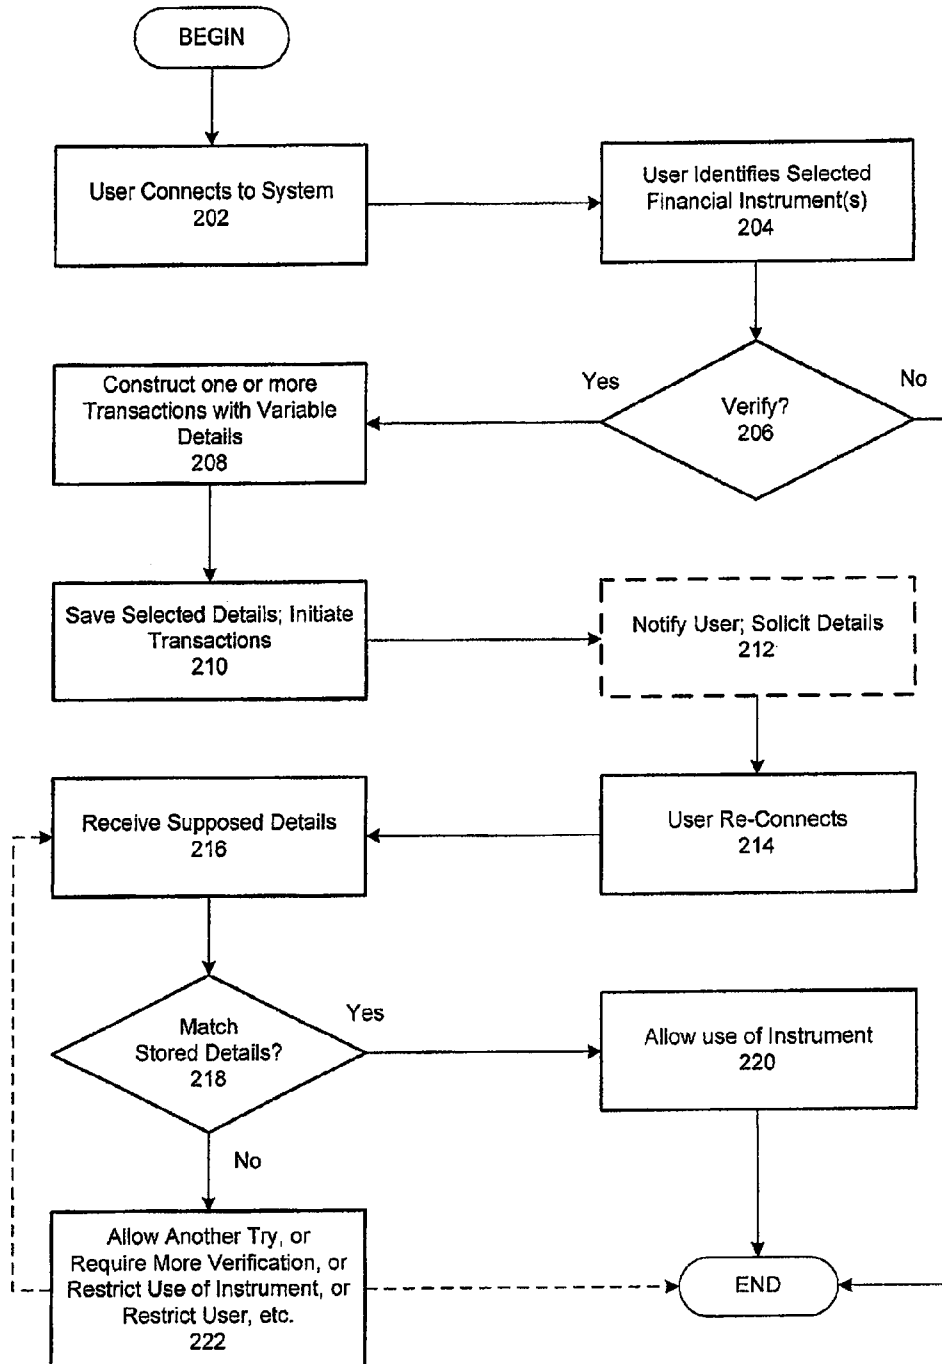 BEGIN
User Connects to System
202
User Identifies Selected
Financial Instrument(s)
204
Verify?
206
Yes
No
Construct one or more
Transactions with Variable
Details
208
Save Selected Details; Initiate
Transactions
210
Notify User; Solicit Details
212
User Re-Connects
214
Receive Supposed Details
216
Match
Stored Details?
218
Yes
No
Allow use of Instrument
220
Allow Another Try, or
Require More Verification, or
Restrict Use of Instrument, or
Restrict User, etc.
222
END